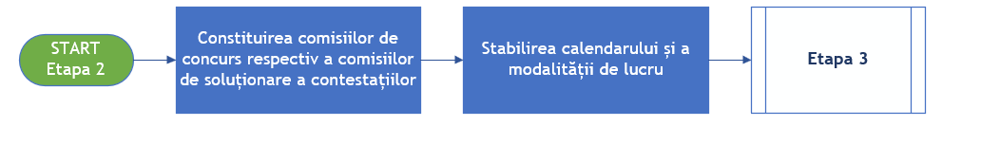 START
Etapa 2
Constituirea comisiilor de
concurs respectiv a comisiilor
de soluționare a contestațiilor
Stabilirea calendarului și a
modalității de lucru
Etapa 3